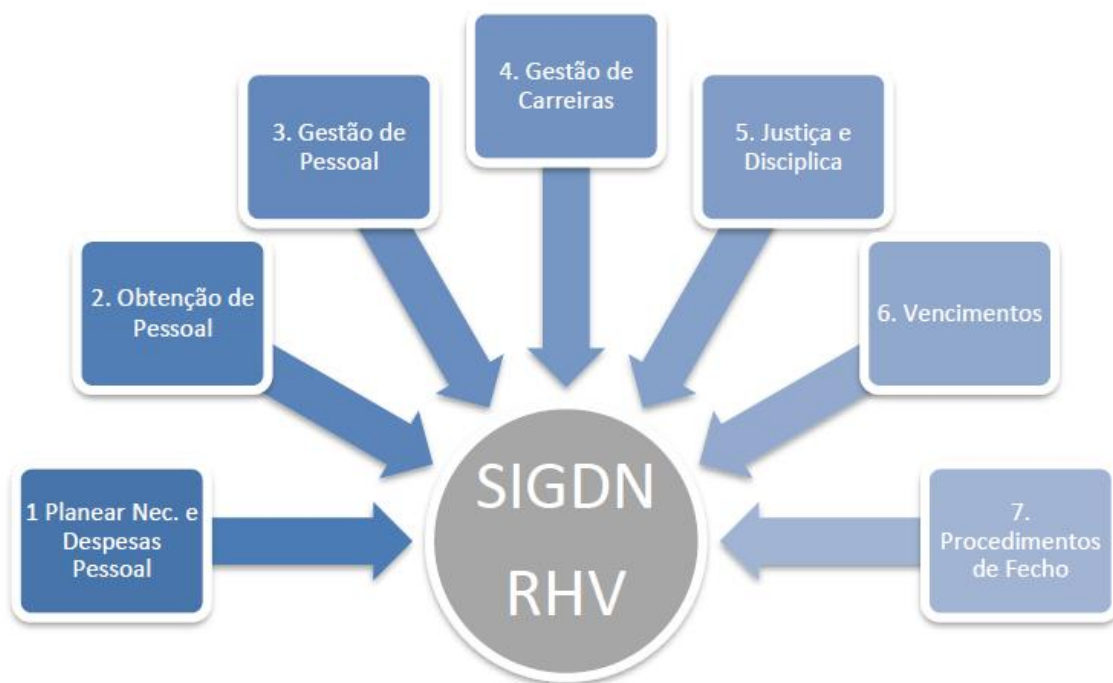 1 Planear Nec. e
Despesas
Pessoal
2. Obtenção de
Pessoal
3. Gestão de
Pessoal
4. Gestão de
Carreiras
5. Justiça e
Disciplica
6. Vencimentos
7.
Procedimentos
de Fecho
SIGDN
RHV